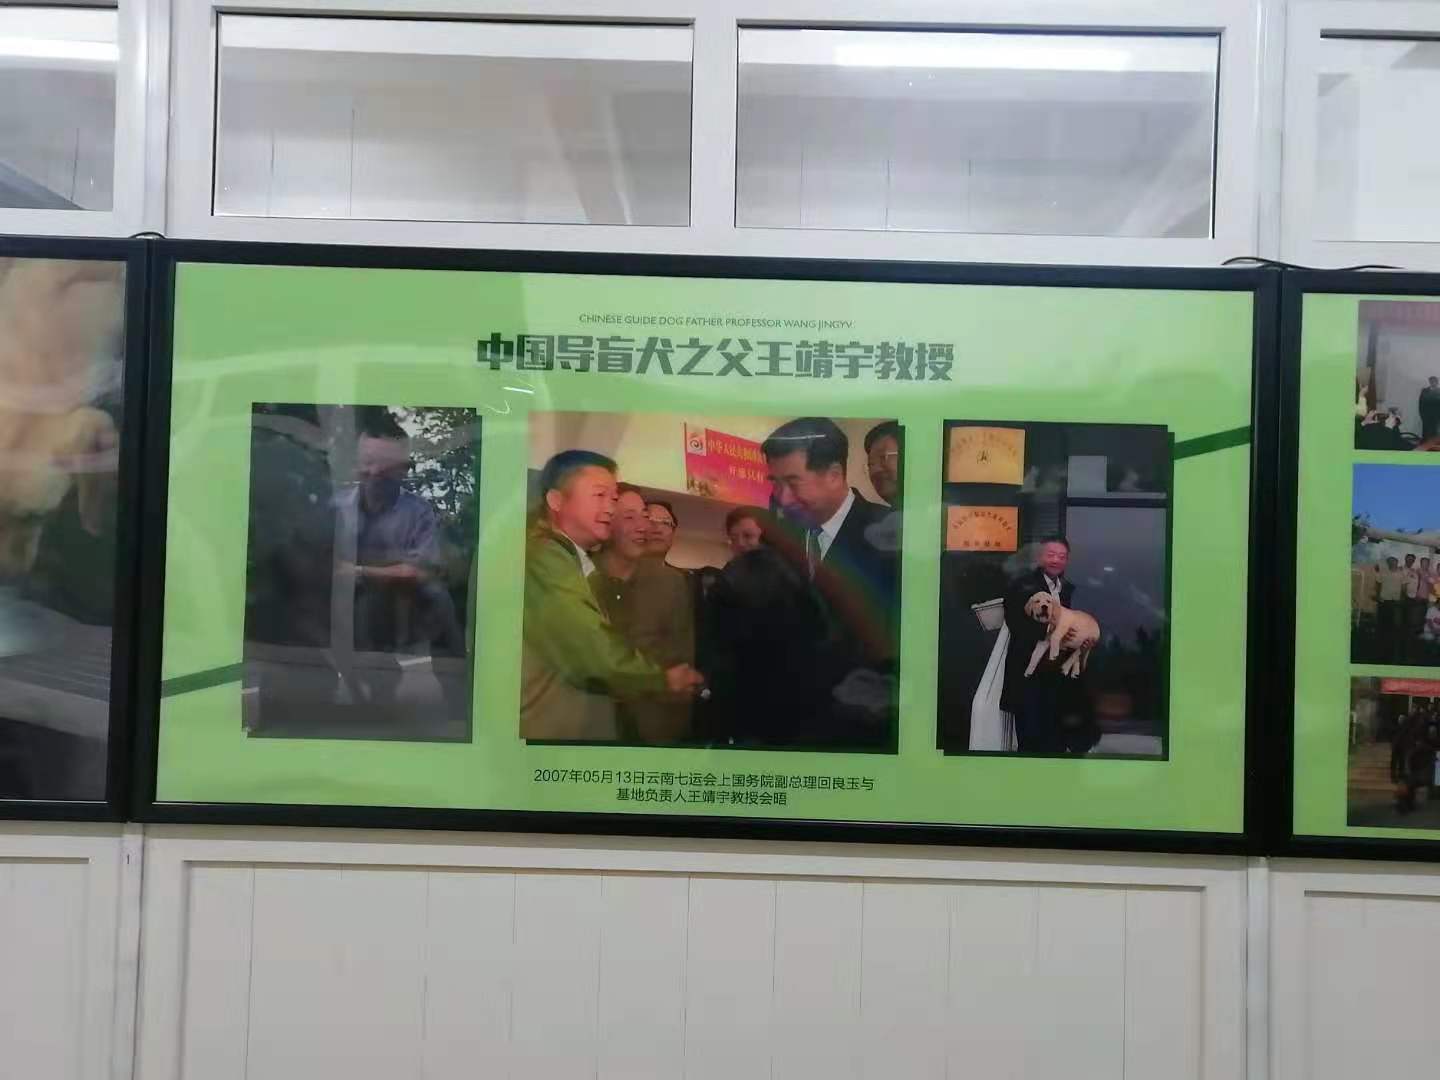 CHINESE GUIDE DOG FATHER PROFESSOR WANG JINGYV
中国导盲犬之父王靖宇教授
2007年05月13日云南七运会上国务院副总理回良玉与
基地负责人王靖宇教授会晤